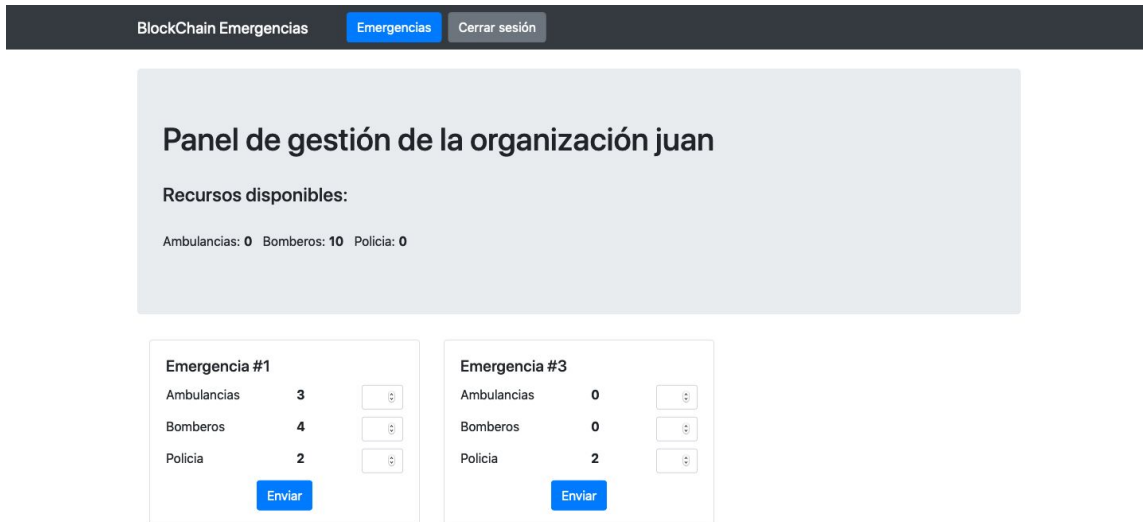 BlockChain Emergencias Emergencias Cerrar sesión
Panel de gestión de la organización juan
Recursos disponibles:
Ambulancias: 0 Bomberos: 10 Policia: 0
Emergencia #1
Ambulancias 3
Bomberos 4
Policia 2
Enviar
Emergencia #3
Ambulancias 0
Bomberos 0
Policia 2
Enviar